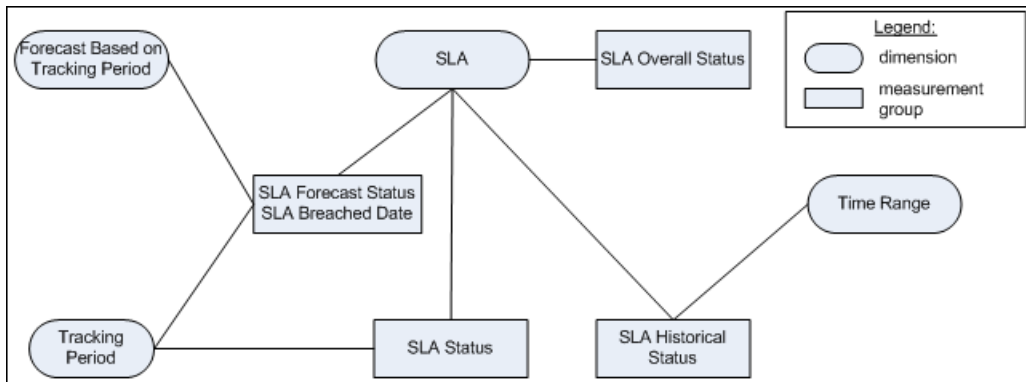 Forecast Based on
Tracking Period
SLA
SLA Overall Status
Legend:
dimension
measurement
group
SLA Forecast Status
SLA Breached Date
Time Range
Tracking
Period
SLA Status
SLA Historical
Status